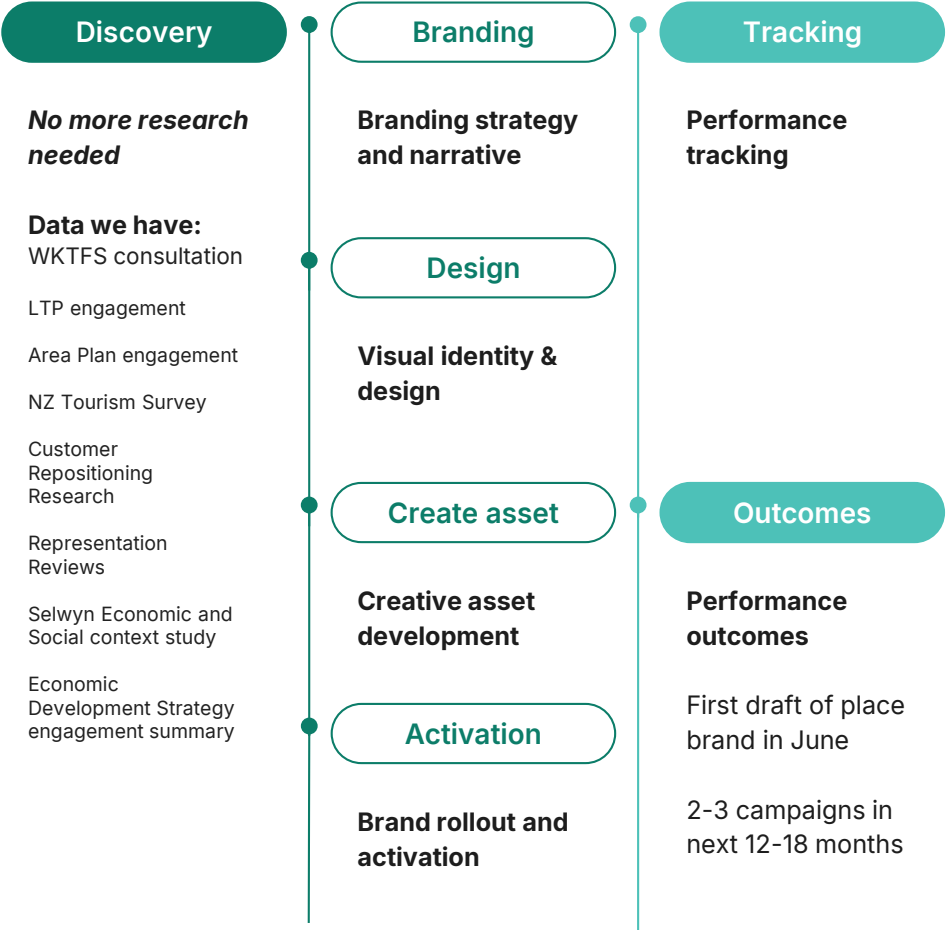 Discovery
No more research
needed
Data we have:
WKTFS consultation
LTP engagement
Area Plan engagement
NZ Tourism Survey
Customer
Repositioning
Research
Representation
Reviews
Selwyn Economic and
Social context study
Economic
Development Strategy
engagement summary
Branding
Branding strategy
and narrative
Design
Visual identity &
design
Create asset
Creative asset
development
Activation
Brand rollout and
activation
Tracking
Performance
tracking
Outcomes
Performance
outcomes
First draft of place
brand in June
2-3 campaigns in
next 12-18 months